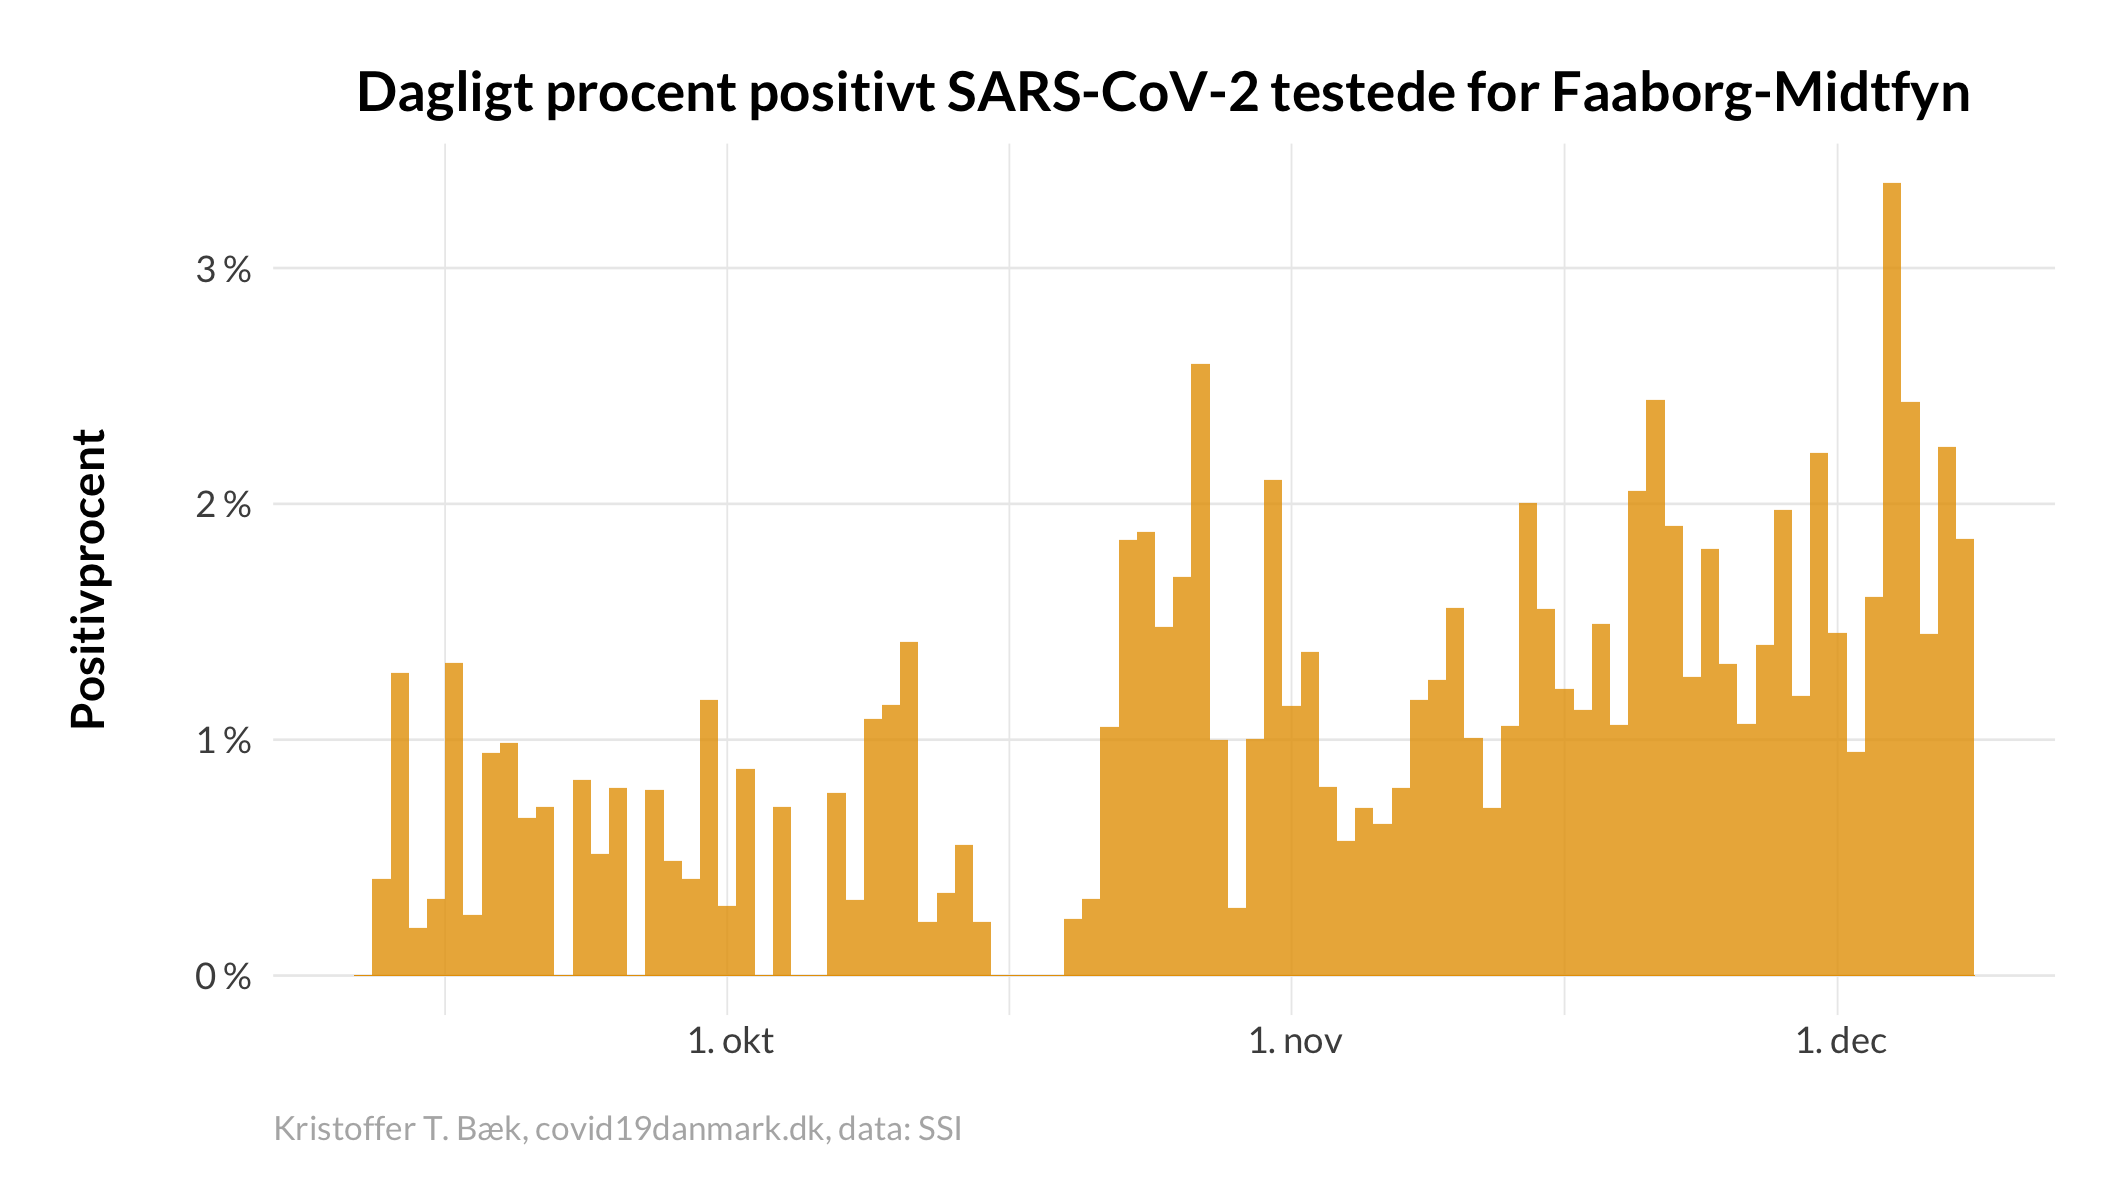 Dagligt procent positivt SARS-CoV-2 testede for Faaborg-Midtfyn
Positivprocent
3 %
2 %
1 %
0 %
1. okt
1. nov
1. dec
Kristoffer T. Bæk, covid19danmark.dk, data: SSI